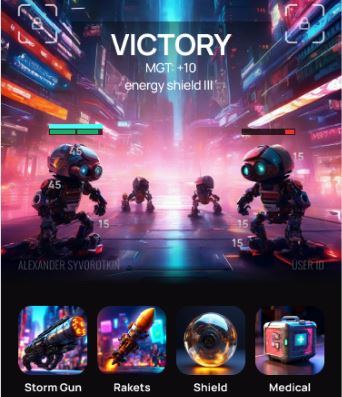 VICTORY
MGT: +10
energy shield III
45
15
45
15
15
15
ALEXANDER SYVOROTKIN
USER ID
Storm Gun
Rakets
Shield
Medical